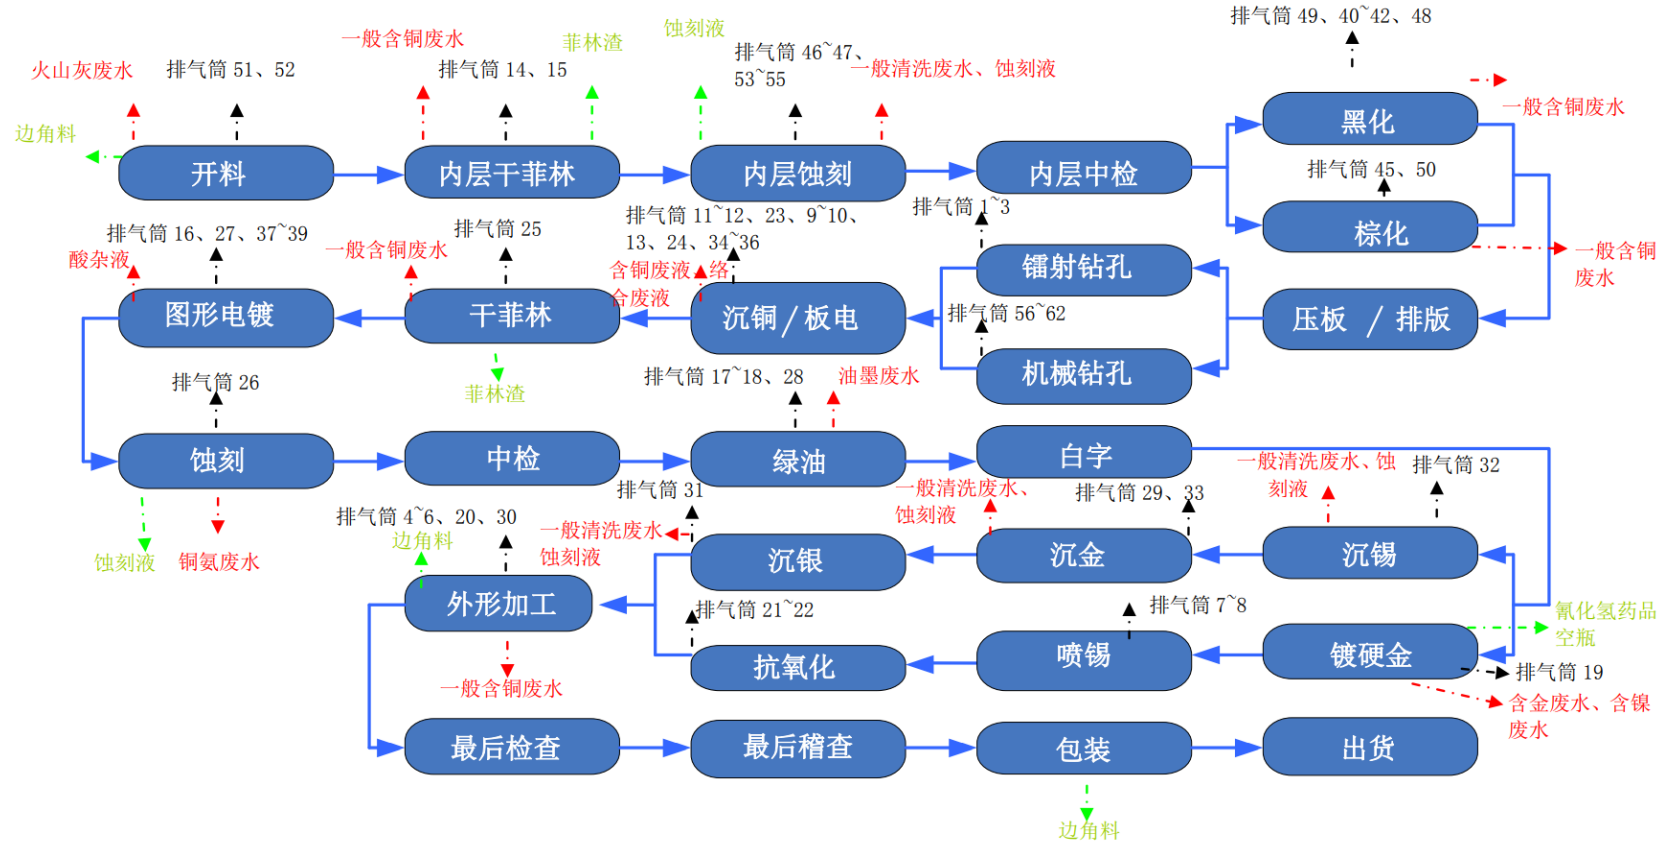 排气筒 49、40~42、48
一般含铜废水
菲林渣
蚀刻液
火山灰废水
排气筒 51、52
排气筒 14、15
排气筒 46~47、
53~55
一般清洗废水、蚀刻液
一般含铜废水
边角料
黑化
开料
内层干菲林
内层蚀刻
内层中检
排气筒 45、50
棕化
排气筒 16、27、37~39
酸杂液
一般含铜废水
排气筒 25
排气筒 11~12、23、9~10、
13、24、34~36
含铜废液、络
合废液
排气筒 1~3
一般含铜
废水
镭射钻孔
图形电镀
干菲林
沉铜/板电
排气筒 56~62
压板 / 排版
机械钻孔
排气筒 26
菲林渣
排气筒 17~18、28
油墨废水
蚀刻
中检
绿油
白字
蚀刻液
铜氨废水
排气筒 4~6、20、30
边角料
排气筒 31
一般清洗废水
蚀刻液
一般清洗废水、
蚀刻液
排气筒 29、33
一般清洗废水、蚀
刻液
排气筒 32
外形加工
沉银
沉金
沉锡
排气筒 21~22
排气筒 7~8
氰化氢药品
空瓶
抗氧化
喷锡
镀硬金
排气筒 19
一般含铜废水
含金废水、含镍
废水
最后检查
最后稽查
包装
出货
边角料